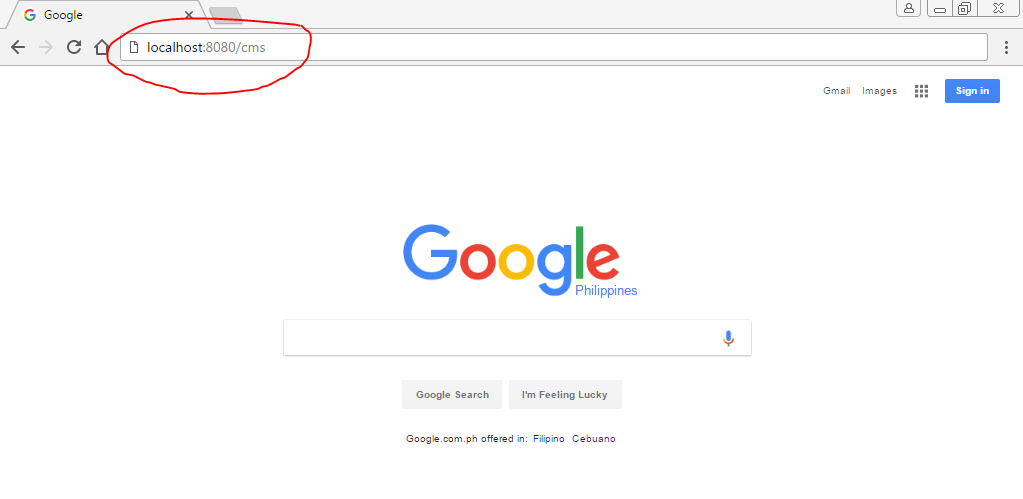 Google
localhost:8080/cms
Gmail Images Sign in
Google
Philippines
Google Search I'm Feeling Lucky
Google.com.ph offered in: Filipino Cebuano